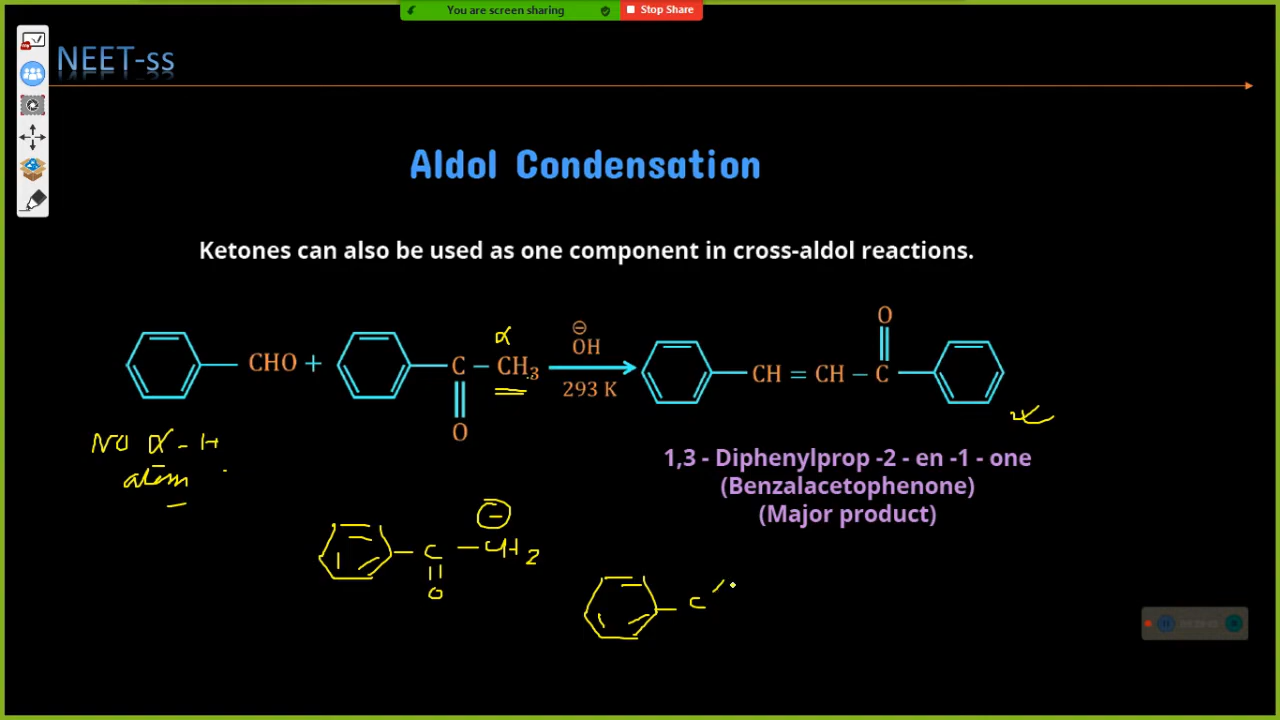 You are screen sharing Stop Share
NEET-ss
Aldol Condensation
Ketones can also be used as one component in cross-aldol reactions.
CHO + C – CH₃ α ⊖ OH 293 K CH = CH – C O
O
NO α - H
atom
1,3 - Diphenylprop -2 - en -1 - one
(Benzalacetophenone)
(Major product)
C – CH₂ ⊖
O
C